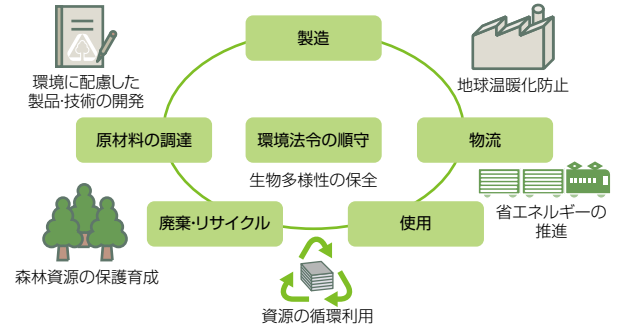 製造
環境に配慮した
製品・技術の開発
地球温暖化防止
原材料の調達
環境法令の順守
物流
生物多様性の保全
省エネルギーの
推進
廃棄・リサイクル
使用
森林資源の保護育成
資源の循環利用